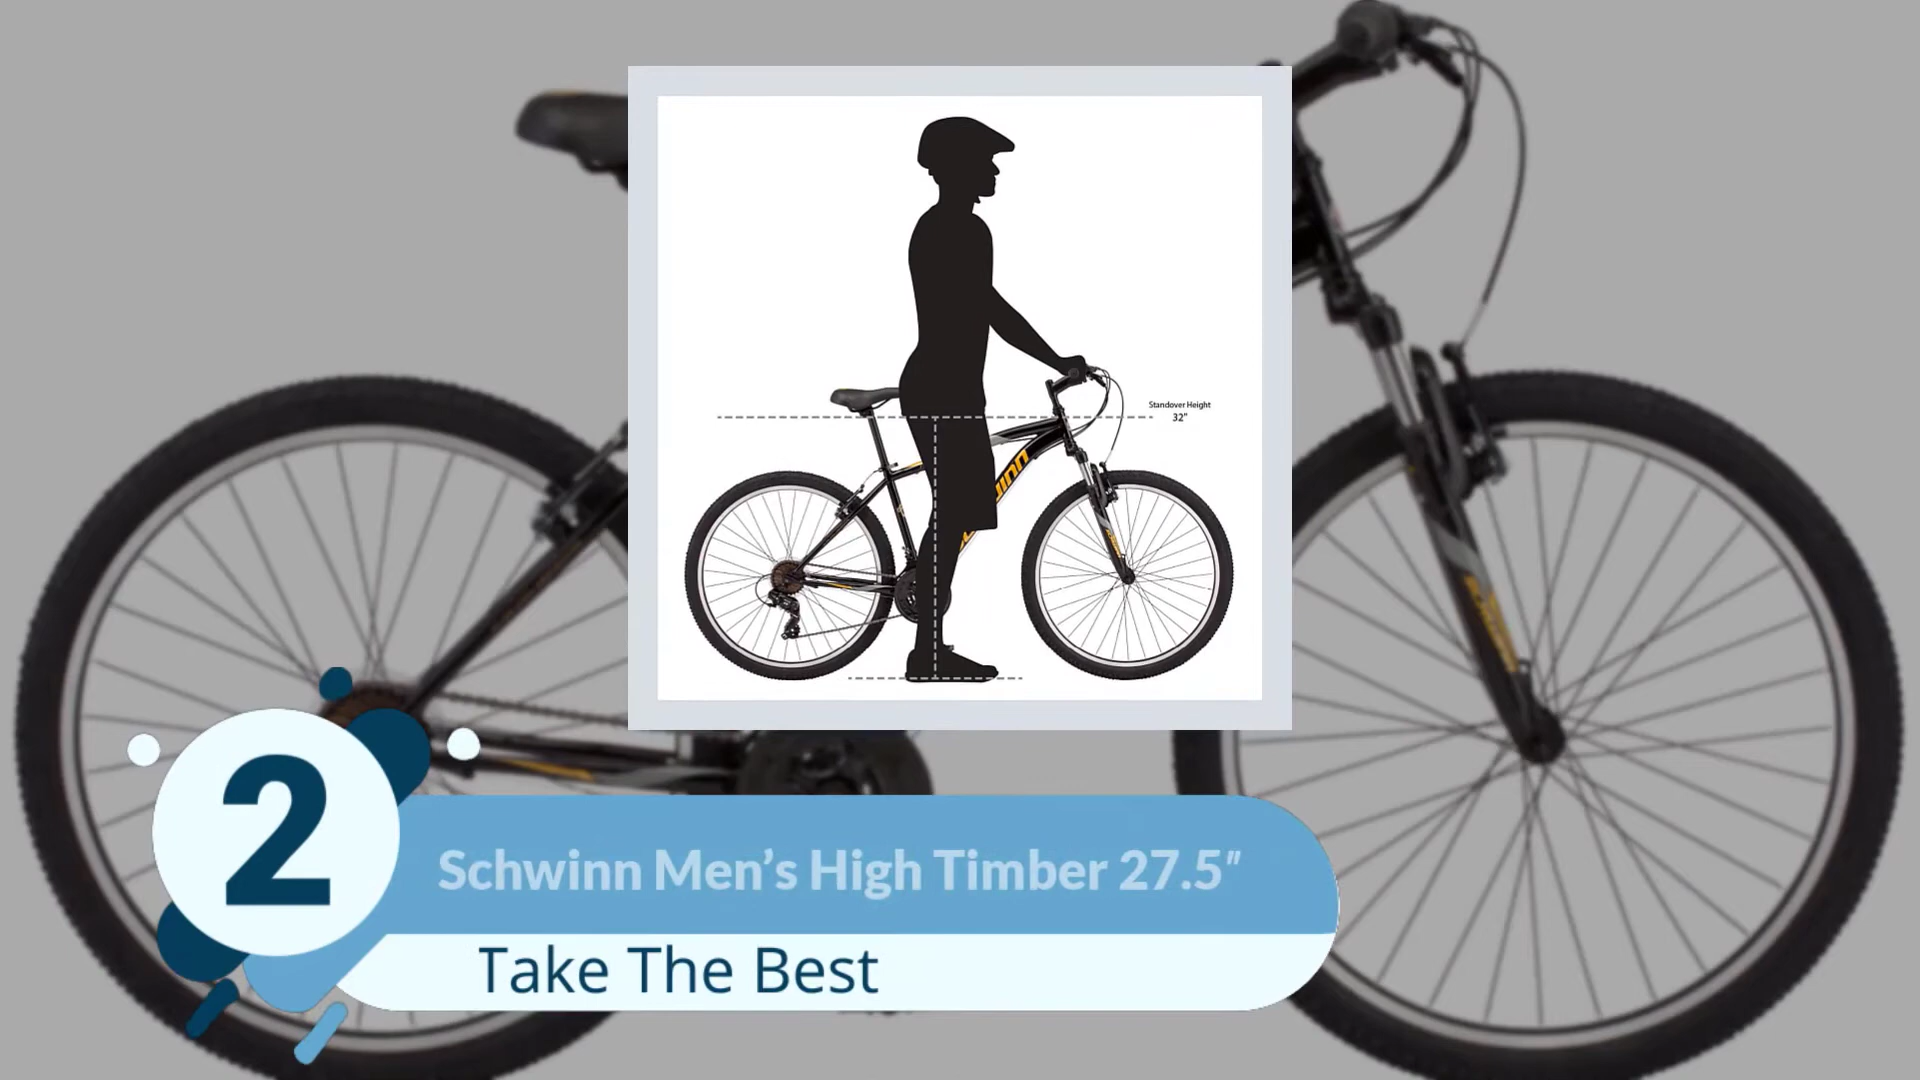 Standover Height
32"
2
Schwinn Men’s High Timber 27.5"
Take The Best